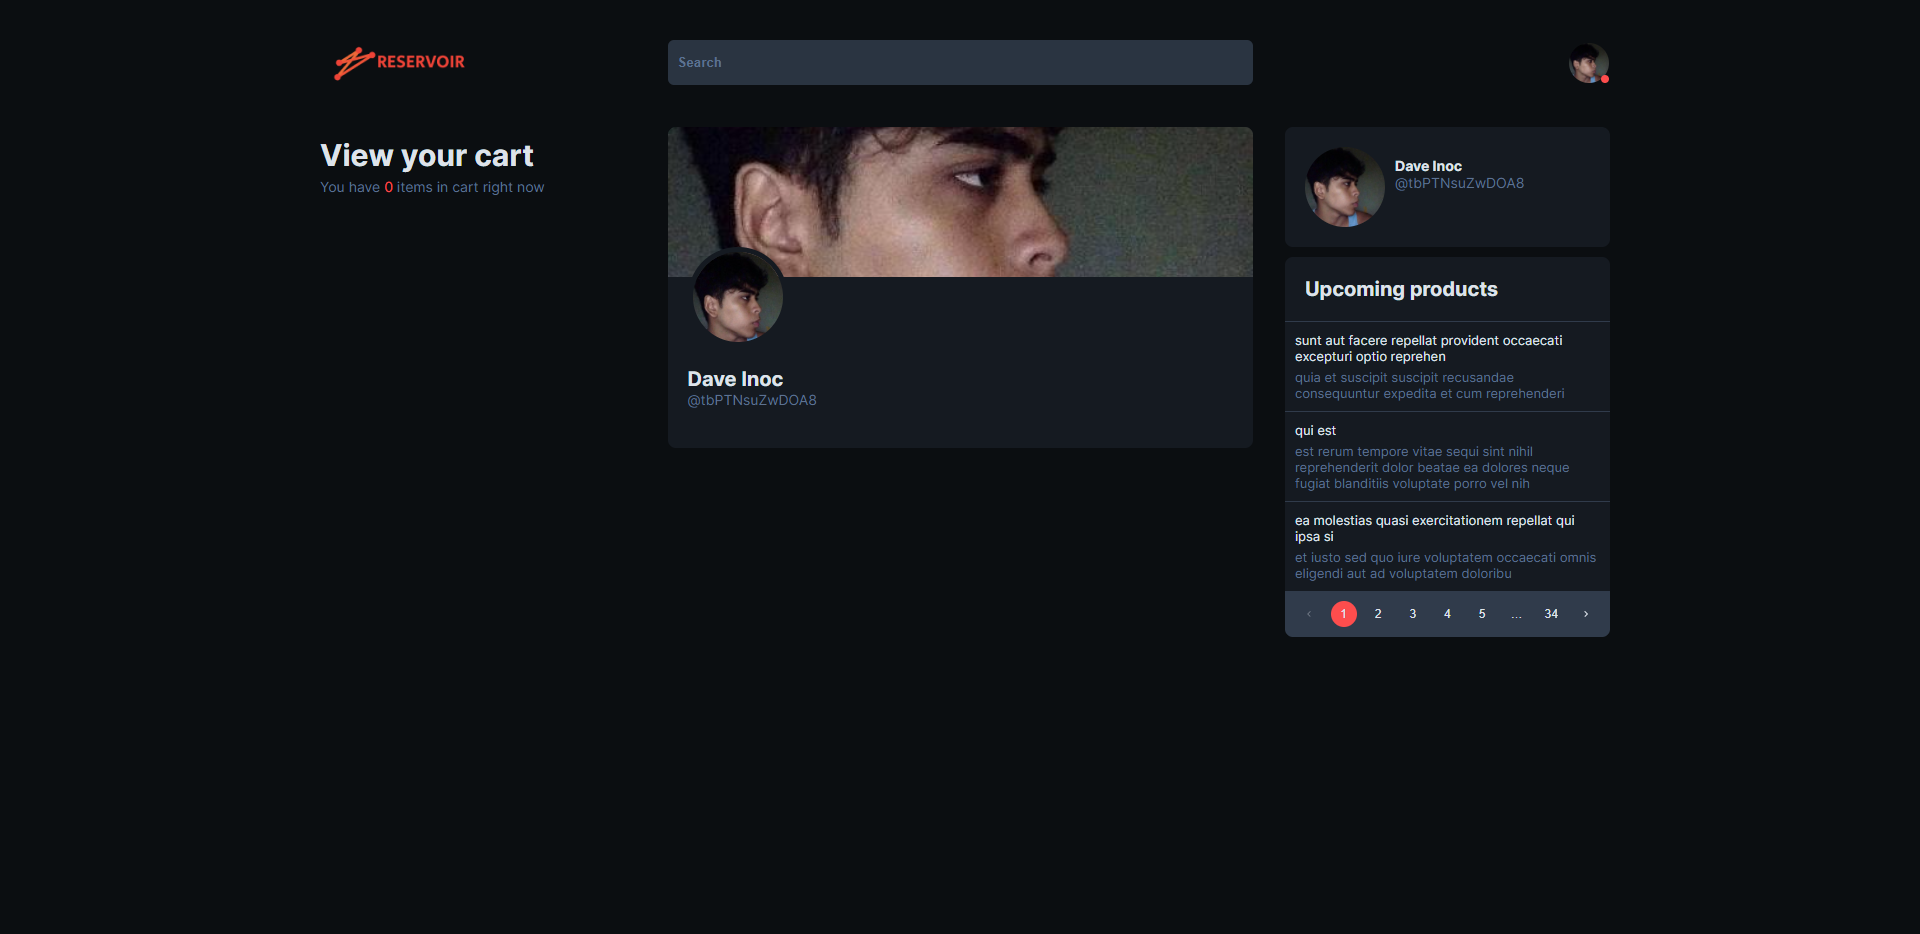 RESERVOIR
Search
View your cart
You have 0 items in cart right now
Dave Inoc
@tbPTNsuZwDOA8
Dave Inoc
@tbPTNsuZwDOA8
Upcoming products
sunt aut facere repellat provident occaecati
excepturi optio reprehen
quia et suscipit suscipit recusandae
consequuntur expedita et cum reprehenderi
qui est
est rerum tempore vitae sequi sint nihil
reprehenderit dolor beatae ea dolores neque
fugiat blanditiis voluptate porro vel nih
ea molestias quasi exercitationem repellat qui
ipsa si
et iusto sed quo iure voluptatem occaecati omnis
eligendi aut ad voluptatem doloribu
‹ 1 2 3 4 5 ... 34 ›